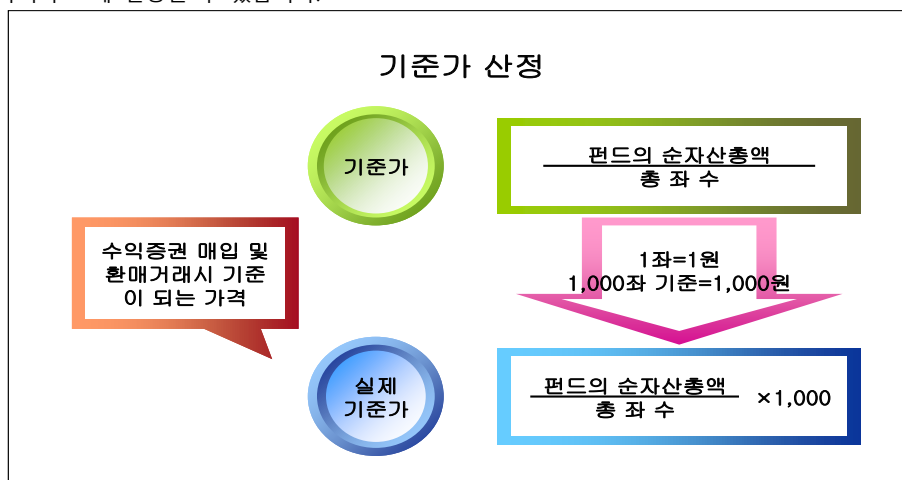 기준가 산정
기준가
펀드의 순자산총액
총 좌 수
수익증권 매입 및
환매거래시 기준
이 되는 가격
1좌=1원
1,000좌 기준=1,000원
실제
기준가
펀드의 순자산총액
총 좌 수
×1,000